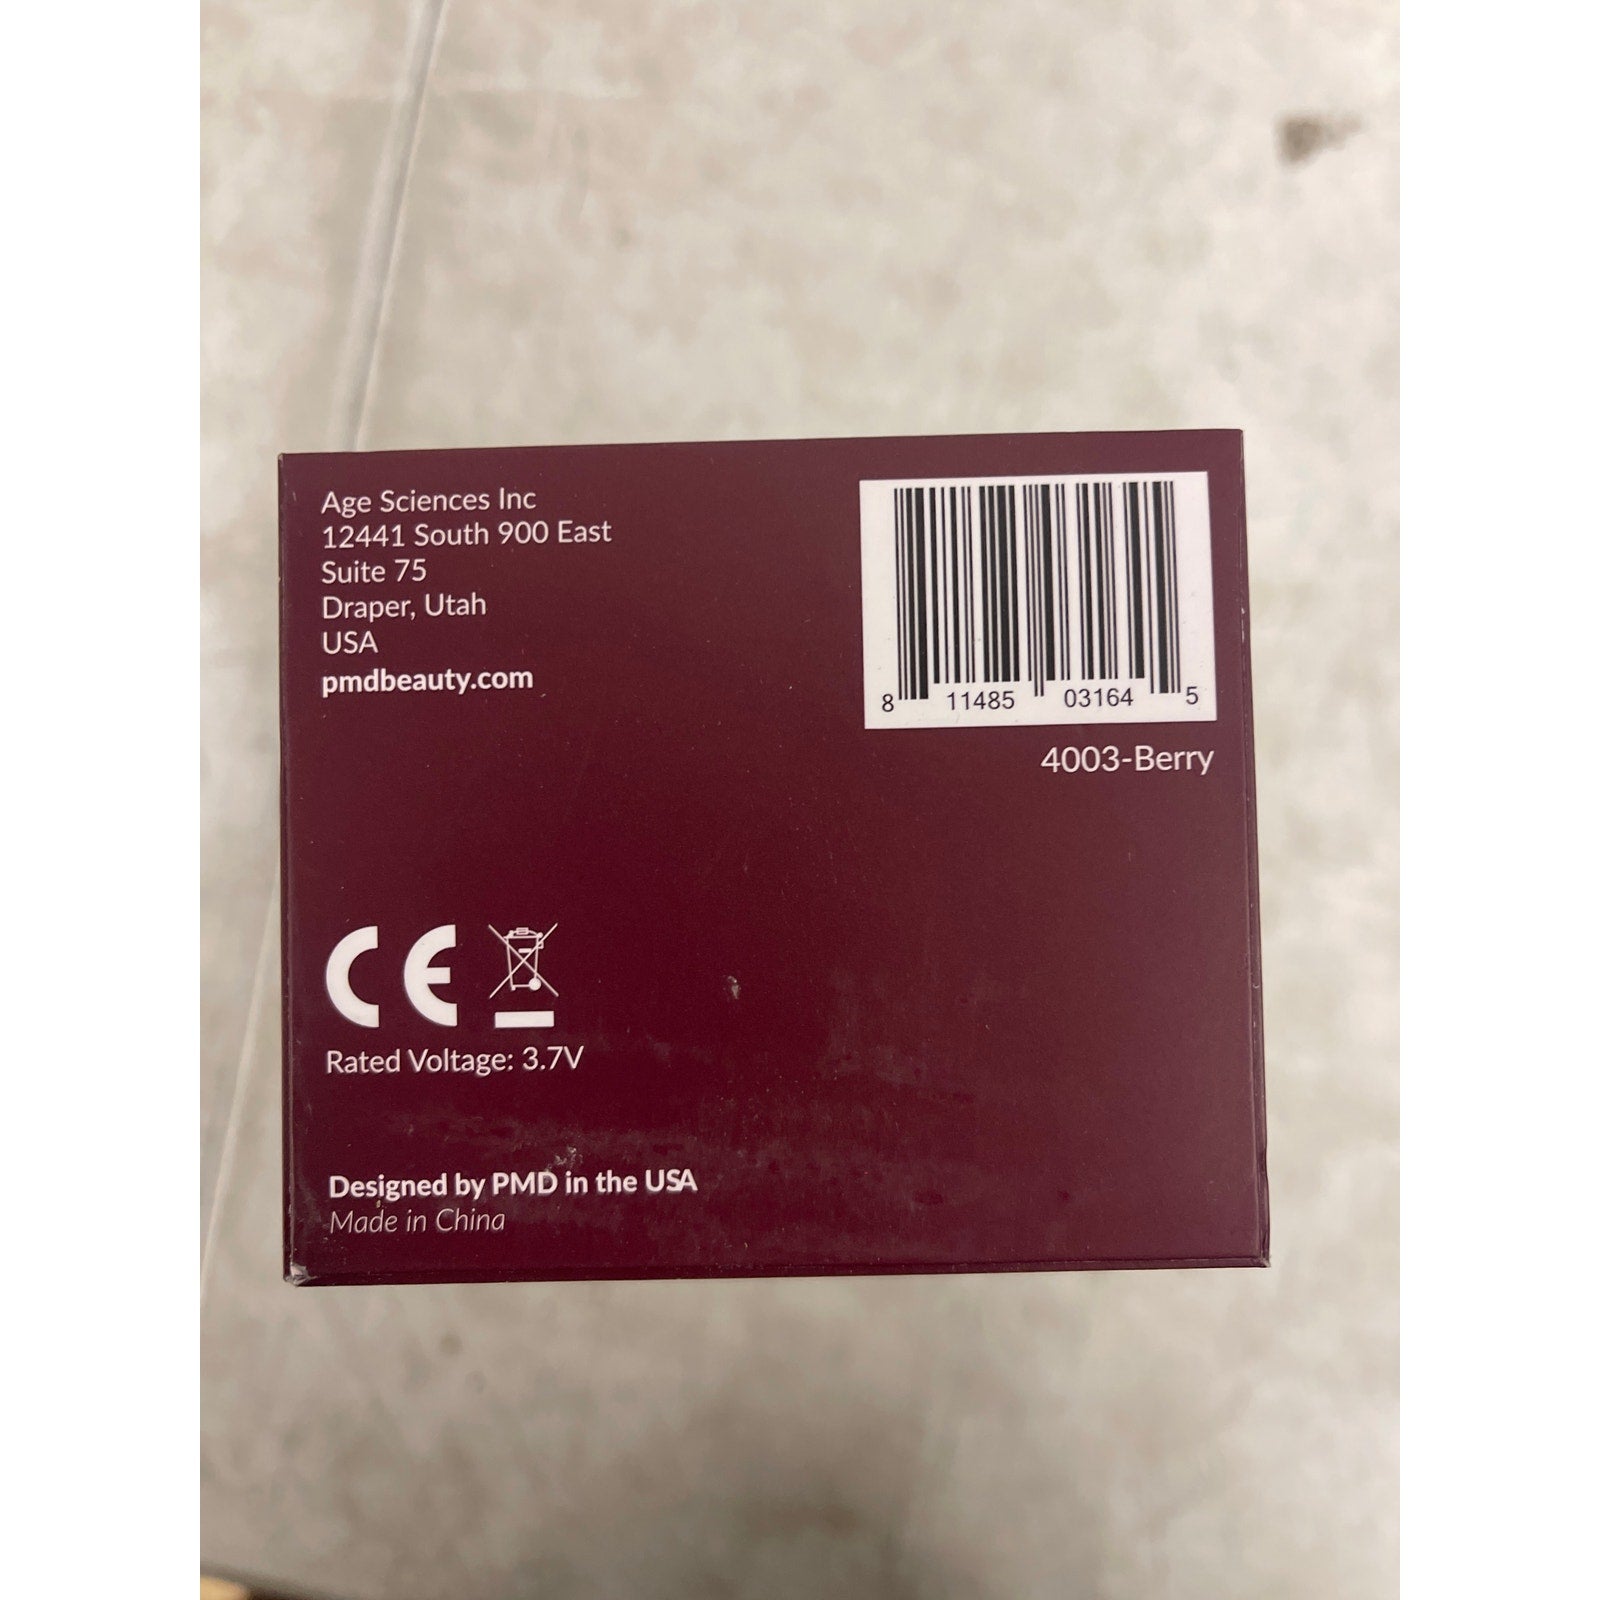 Age Sciences Inc
12441 South 900 East
Suite 75
Draper, Utah
USA
pmdbeauty.com
8 11485 03164 5
4003-Berry
CE
Rated Voltage: 3.7V
Designed by PMD in the USA
Made in China